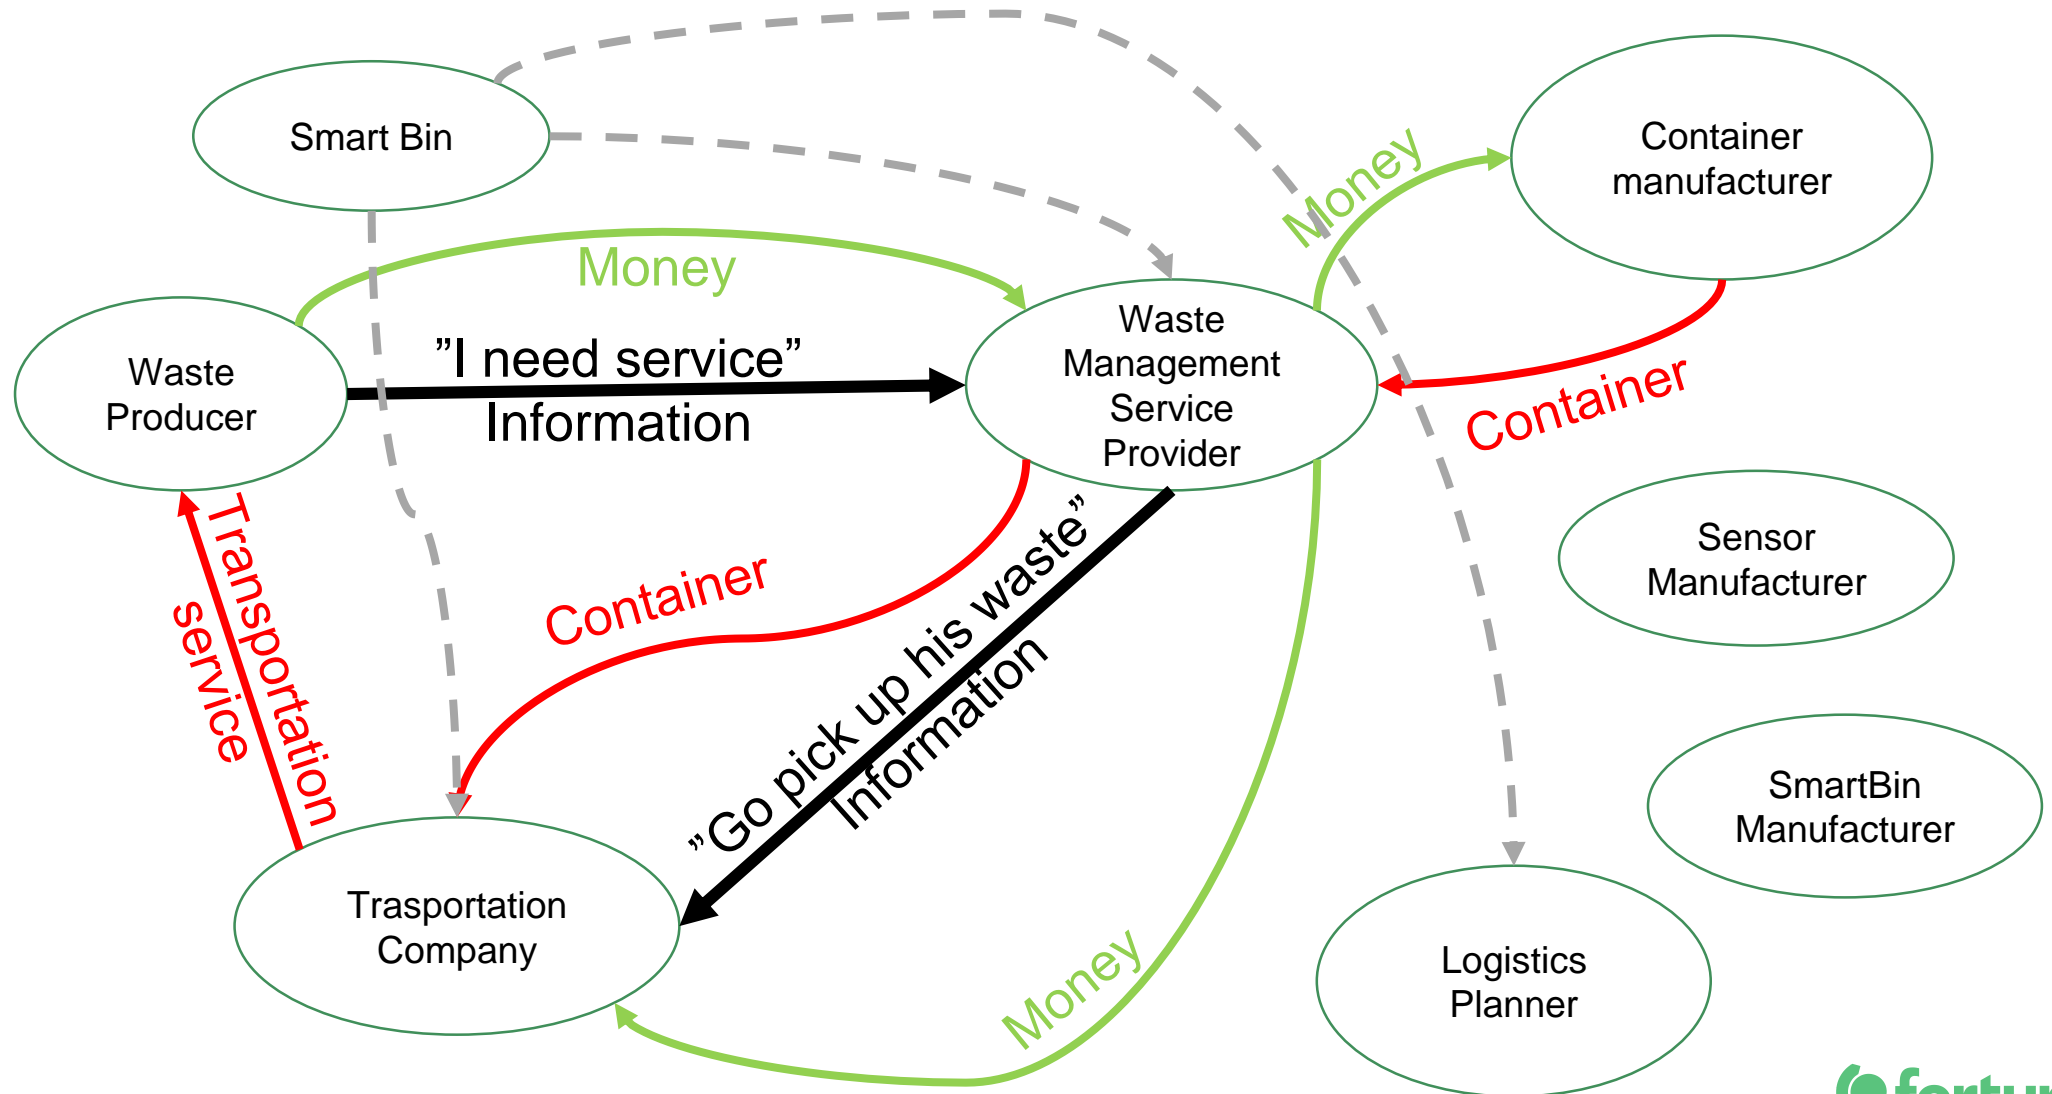 Smart Bin
Container
manufacturer
Money
Money
Waste
Producer
”I need service”
Information
Waste
Management
Service
Provider
Container
Transportation
service
Container
”Go pick up his waste”
Information
Sensor
Manufacturer
SmartBin
Manufacturer
Trasportation
Company
Money
Logistics
Planner